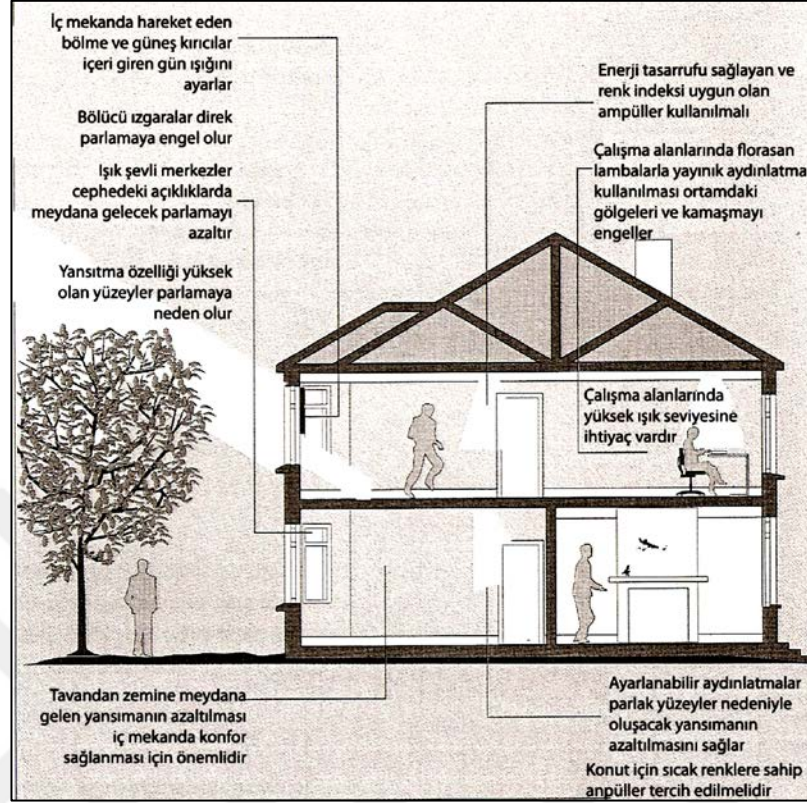 İç mekanda hareket eden
bölme ve güneş kırıcılar
içeri giren gün ışığını
ayarlar
Bölücü ızgaralar direk
parlamaya engel olur
Işık şevli merkezler
cephedeki açıklıklarda
meydana gelecek parlamayı
azaltır
Yansıtma özelliği yüksek
olan yüzeyler parlamaya
neden olur
Enerji tasarrufu sağlayan ve
renk indeksi uygun olan
ampüller kullanılmalı
Çalışma alanlarında florasan
lambalarla yayınık aydınlatma
kullanılması ortamdaki
gölgeleri ve kamaşmayı
engeller
Çalışma alanlarında
yüksek ışık seviyesine
ihtiyaç vardır
Tavandan zemine meydana
gelen yansımanın azaltılması
iç mekanda konfor
sağlanması için önemlidir
Ayarlanabilir aydınlatmalar
parlak yüzeyler nedeniyle
oluşacak yansımanın
azaltılmasını sağlar
Konut için sıcak renklere sahip
anpüller tercih edilmelidir